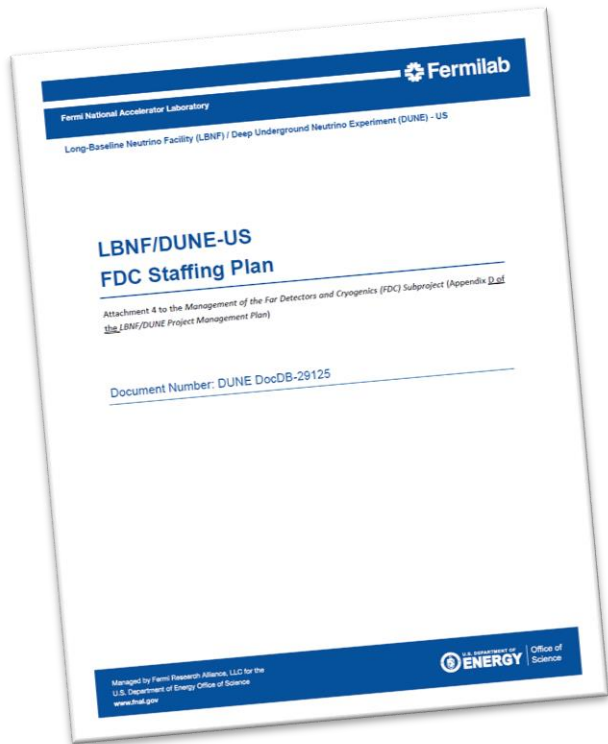 Fermilab
Fermi National Accelerator Laboratory
Long-Baseline Neutrino Facility (LBNF) / Deep Underground Neutrino Experiment (DUNE) - US
LBNF/DUNE-US
FDC Staffing Plan
Attachment 4 to the Management of the Far Detectors and Cryogenics (FDC) Subproject (Appendix D of
the LBNF/DUNE Project Management Plan)
Document Number: DUNE DocDB-29125
Managed by Fermi Research Alliance, LLC for the
U.S. Department of Energy Office of Science
www.fnal.gov
U.S. DEPARTMENT OF
ENERGY
Office of
Science